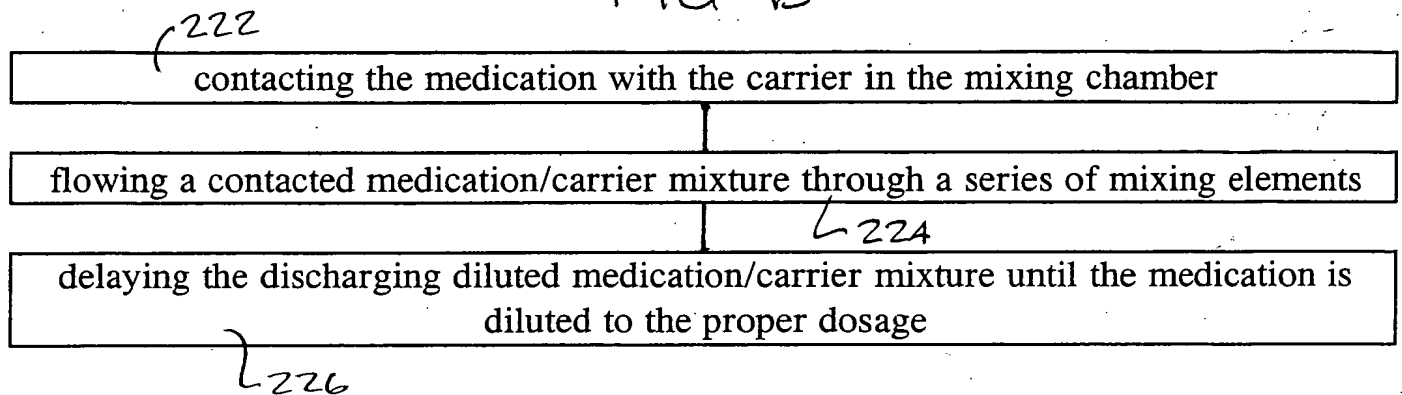 222
contacting the medication with the carrier in the mixing chamber
flowing a contacted medication/carrier mixture through a series of mixing elements
224
delaying the discharging diluted medication/carrier mixture until the medication is
diluted to the proper dosage
226